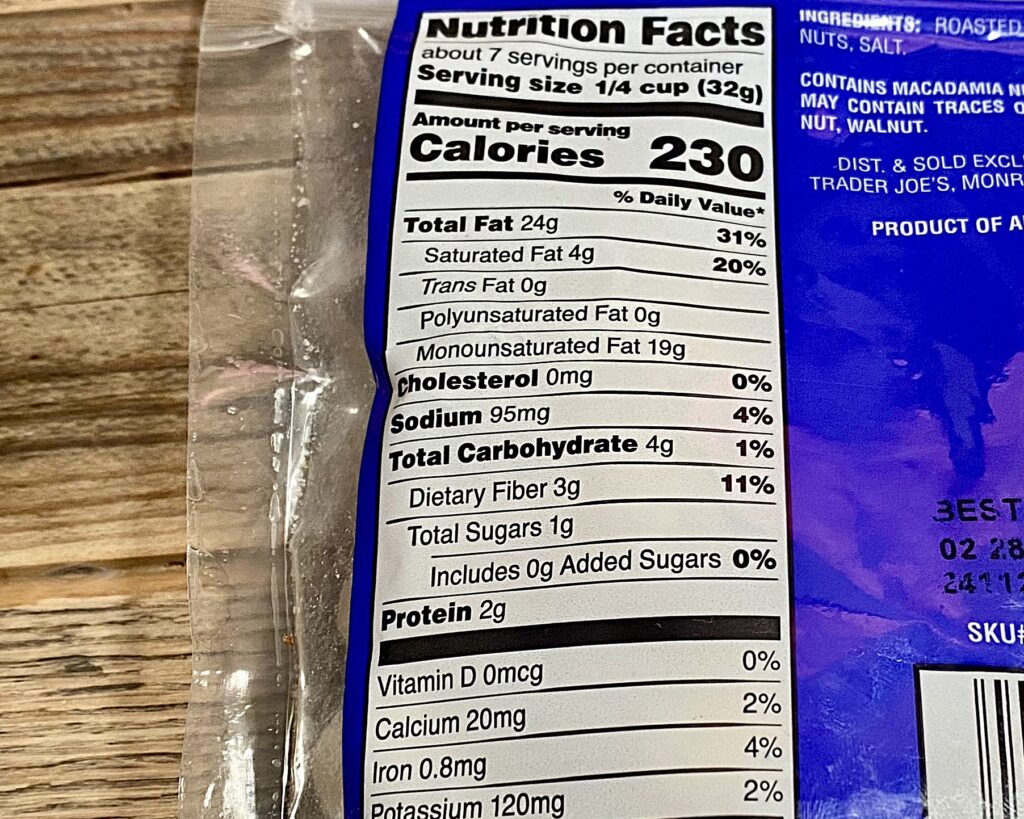 Nutrition Facts
about 7 servings per container
Serving size 1/4 cup (32g)
Amount per serving
Calories 230
% Daily Value*
Total Fat 24g 31%
Saturated Fat 4g 20%
Trans Fat 0g
Polyunsaturated Fat 0g
Monounsaturated Fat 19g
Cholesterol 0mg 0%
Sodium 95mg 4%
Total Carbohydrate 4g 1%
Dietary Fiber 3g 11%
Total Sugars 1g
Includes 0g Added Sugars 0%
Protein 2g
Vitamin D 0mcg 0%
Calcium 20mg 2%
Iron 0.8mg 4%
Potassium 120mg 2%
INGREDIENTS: ROASTED
NUTS, SALT,
CONTAINS MACADAMIA
MAY CONTAIN TRACES
NUT, WALNUT.
DIST. & SOLD
TRADER JOE'S,
PRODUCT OF
BEST
02 28
SKU#